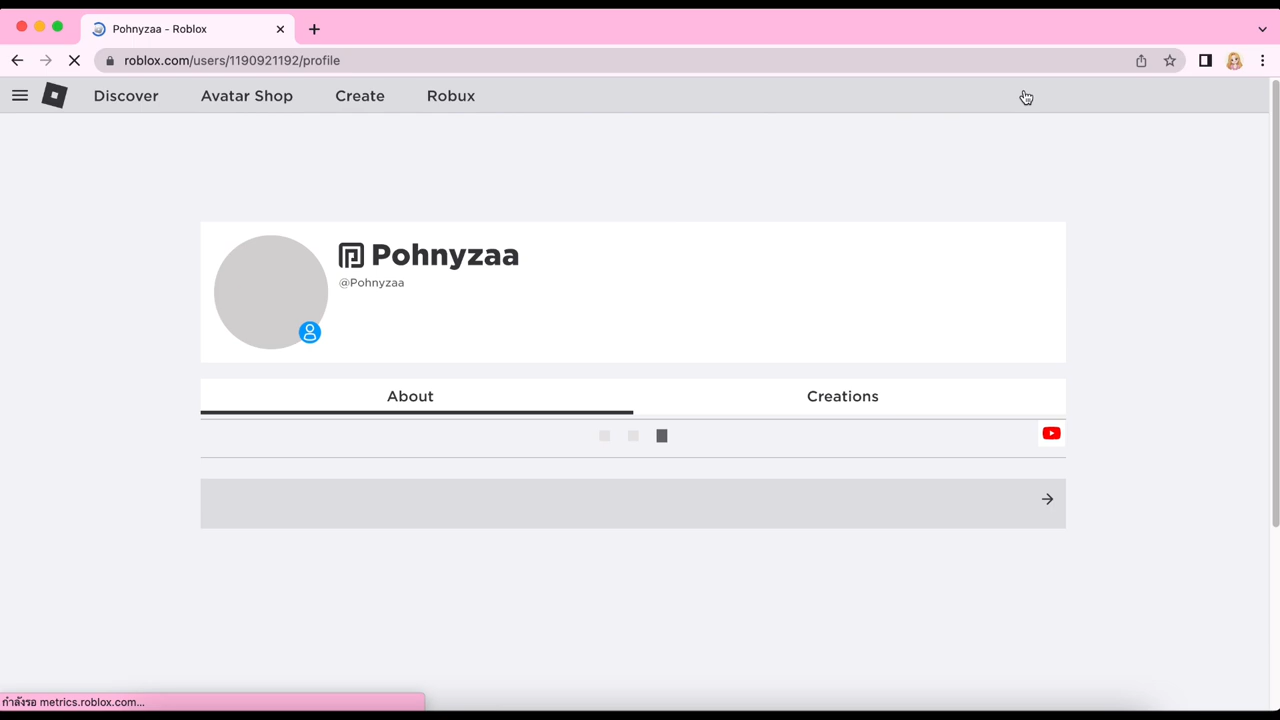 Pohnyzaa - Roblox
roblox.com/users/1190921192/profile
Discover Avatar Shop Create Robux
Pohnyzaa
@Pohnyzaa
About Creations
กำลังรอ metrics.roblox.com...